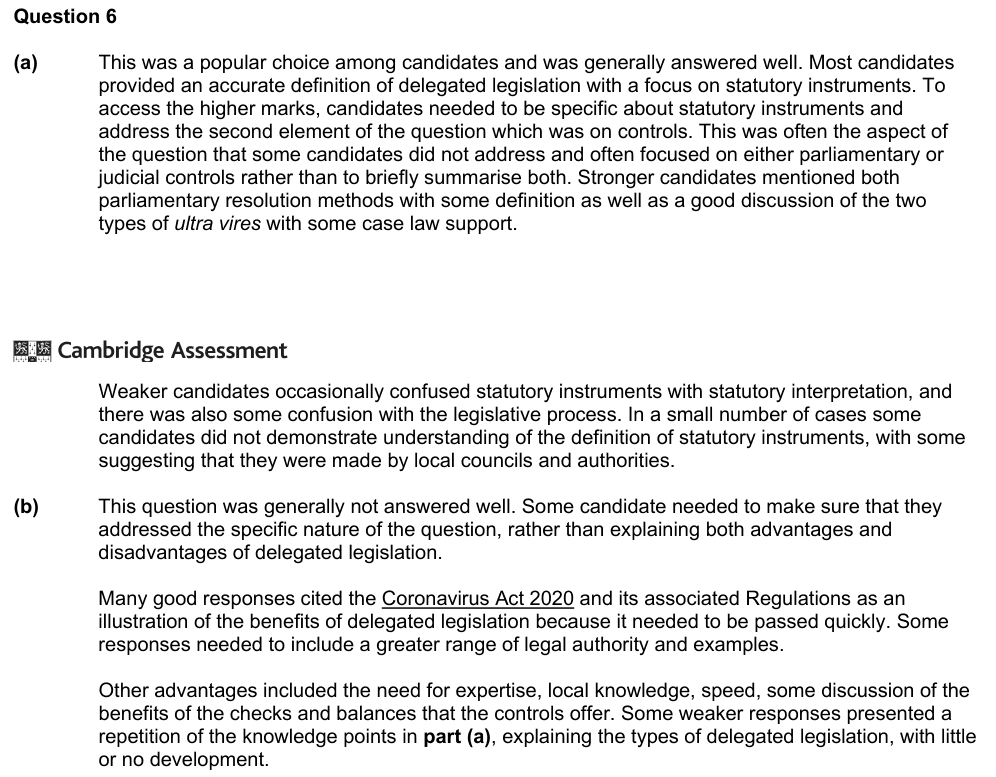 Question 6
(a) This was a popular choice among candidates and was generally answered well. Most candidates
provided an accurate definition of delegated legislation with a focus on statutory instruments. To
access the higher marks, candidates needed to be specific about statutory instruments and
address the second element of the question which was on controls. This was often the aspect of
the question that some candidates did not address and often focused on either parliamentary or
judicial controls rather than to briefly summarise both. Stronger candidates mentioned both
parliamentary resolution methods with some definition as well as a good discussion of the two
types of ultra vires with some case law support.
Cambridge Assessment
Weaker candidates occasionally confused statutory instruments with statutory interpretation, and
there was also some confusion with the legislative process. In a small number of cases some
candidates did not demonstrate understanding of the definition of statutory instruments, with some
suggesting that they were made by local councils and authorities.
(b) This question was generally not answered well. Some candidate needed to make sure that they
addressed the specific nature of the question, rather than explaining both advantages and
disadvantages of delegated legislation.
Many good responses cited the Coronavirus Act 2020 and its associated Regulations as an
illustration of the benefits of delegated legislation because it needed to be passed quickly. Some
responses needed to include a greater range of legal authority and examples.
Other advantages included the need for expertise, local knowledge, speed, some discussion of the
benefits of the checks and balances that the controls offer. Some weaker responses presented a
repetition of the knowledge points in part (a), explaining the types of delegated legislation, with little
or no development.